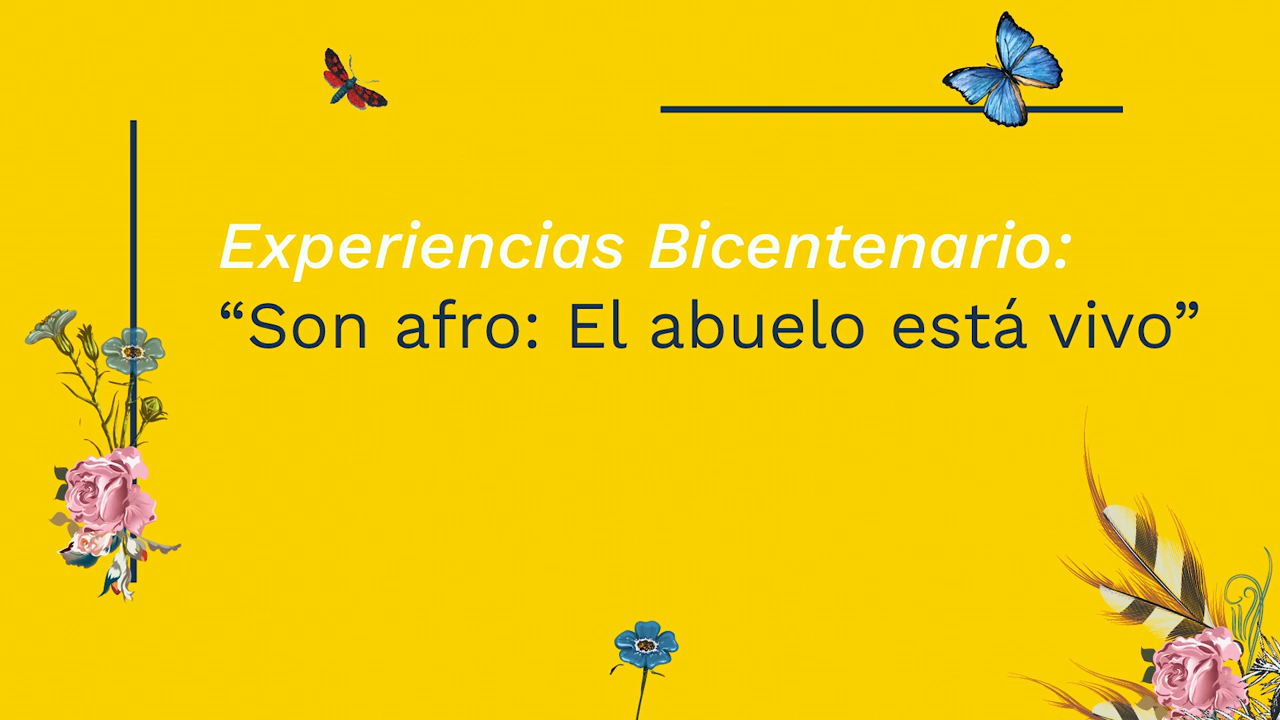 Experiencias Bicentenario:
“Son afro: El abuelo está vivo”